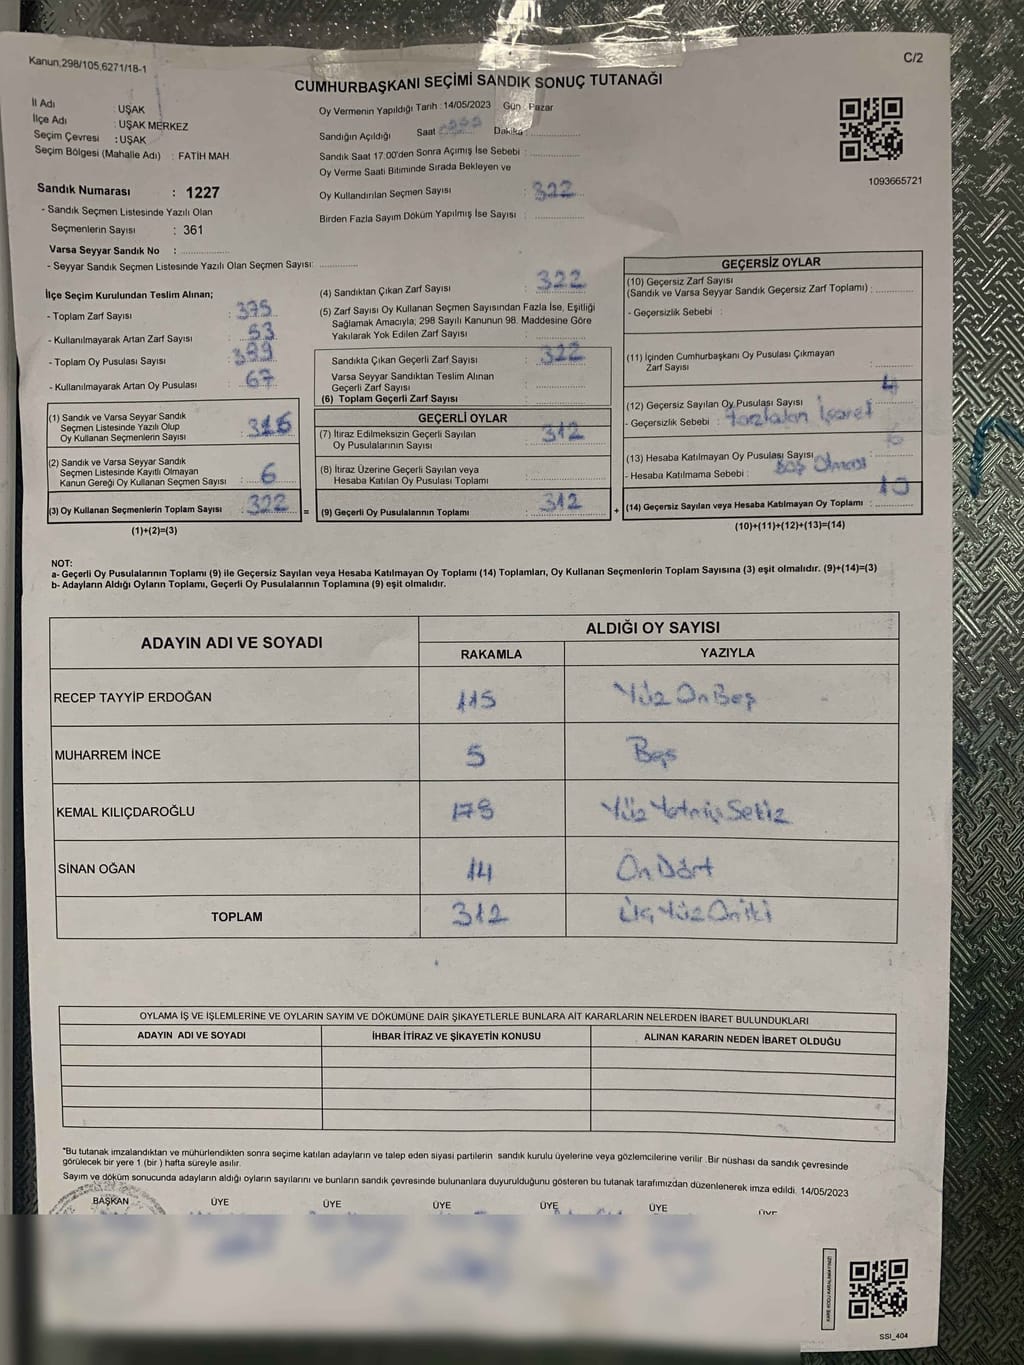 Kanun,298/105,6271/18-1
C/2
CUMHURBAŞKANI SEÇİMİ SANDIK SONUÇ TUTANAĞI
İl Adı : UŞAK
İlçe Adı : UŞAK MERKEZ
Seçim Çevresi : UŞAK
Seçim Bölgesi (Mahalle Adı) : FATİH MAH
Sandık Numarası : 1227
- Sandık Seçmen Listesinde Yazılı Olan
Seçmenlerin Sayısı : 361
Varsa Seyyar Sandık No :
- Seyyar Sandık Seçmen Listesinde Yazılı Olan Seçmen Sayısı:
Oy Vermenin Yapıldığı Tarih : 14/05/2023 Gün : Pazar
Sandığın Açıldığı Saat Dakika
Sandık Saat 17.00'den Sonra Açımış İse Sebebi :
Oy Verme Saati Bitiminde Sırada Bekleyen ve
Oy Kullandırılan Seçmen Sayısı : 322
Birden Fazla Sayım Döküm Yapılmış İse Sayısı :
1093665721
İlçe Seçim Kurulundan Teslim Alınan;
- Toplam Zarf Sayısı : 375
- Kullanılmayarak Artan Zarf Sayısı : 53
- Toplam Oy Pusulası Sayısı : 399
- Kullanılmayarak Artan Oy Pusulası : 67
(1) Sandık ve Varsa Seyyar Sandık
Seçmen Listesinde Yazılı Olup
Oy Kullanan Seçmenlerin Sayısı : 316
(2) Sandık ve Varsa Seyyar Sandık
Seçmen Listesinde Kayıtlı Olmayan
Kanun Gereği Oy Kullanan Seçmen Sayısı : 6
(3) Oy Kullanan Seçmenlerin Toplam Sayısı : 322
(1)+(2)=(3)
(4) Sandıktan Çıkan Zarf Sayısı : 322
(5) Zarf Sayısı Oy Kullanan Seçmen Sayısından Fazla İse, Eşitliği
Sağlamak Amacıyla; 298 Sayılı Kanunun 98. Maddesine Göre
Yakılarak Yok Edilen Zarf Sayısı :
Sandıkta Çıkan Geçerli Zarf Sayısı : 322
Varsa Seyyar Sandıktan Teslim Alınan
Geçerli Zarf Sayısı
(6) Toplam Geçerli Zarf Sayısı
GEÇERLİ OYLAR
(7) İtiraz Edilmeksizin Geçerli Sayılan
Oy Pusulalarının Sayısı : 312
(8) İtiraz Üzerine Geçerli Sayılan veya
Hesaba Katılan Oy Pusulası Toplamı :
(9) Geçerli Oy Pusulalarının Toplamı : 312
GEÇERSİZ OYLAR
(10) Geçersiz Zarf Sayısı
(Sandık ve Varsa Seyyar Sandık Geçersiz Zarf Toplamı) :
- Geçersizlik Sebebi :
(11) İçinden Cumhurbaşkanı Oy Pusulası Çıkmayan
Zarf Sayısı
(12) Geçersiz Sayılan Oy Pusulası Sayısı : 4
- Geçersizlik Sebebi : Fazladan İşaret
(13) Hesaba Katılmayan Oy Pusulası Sayısı : 6
- Hesaba Katılmama Sebebi : Boş Olması
(14) Geçersiz Sayılan veya Hesaba Katılmayan Oy Toplamı : 10
(10)+(11)+(12)+(13)=(14)
NOT:
a- Geçerli Oy Pusulalarının Toplamı (9) ile Geçersiz Sayılan veya Hesaba Katılmayan Oy Toplamı (14) Toplamları, Oy Kullanan Seçmenlerin Toplam Sayısına (3) eşit olmalıdır. (9)+(14)=(3)
b- Adayların Aldığı Oyların Toplamı, Geçerli Oy Pusulalarının Toplamına (9) eşit olmalıdır.
ADAYIN ADI VE SOYADI
ALDIĞI OY SAYISI
RAKAMLA YAZIYLA
RECEP TAYYİP ERDOĞAN 115 Yüz On Beş
MUHARREM İNCE 5 Beş
KEMAL KILIÇDAROĞLU 178 Yüz Yetmiş Sekiz
SİNAN OĞAN 14 On Dört
TOPLAM 312 Üç Yüz On iki
OYLAMA İŞ VE İŞLEMLERİNE VE OYLARIN SAYIM VE DÖKÜMÜNE DAİR ŞİKAYETLERLE BUNLARA AİT KARARLARIN NELERDEN İBARET BULUNDUKLARI
ADAYIN ADI VE SOYADI İHBAR İTİRAZ VE ŞİKAYETİN KONUSU ALINAN KARARIN NEDEN İBARET OLDUĞU
*Bu tutanak imzalandıktan ve mühürlendikten sonra seçime katılan adayların ve talep eden siyasi partilerin sandık kurulu üyelerine veya gözlemcilerine verilir .Bir nüshası da sandık çevresinde
görülecek bir yere 1 (bir ) hafta süreyle asılır.
Sayım ve döküm sonucunda adayların aldığı oyların sayılarını ve bunların sandık çevresinde bulunanlara duyurulduğunu gösteren bu tutanak tarafımızdan düzenlenerek imza edildi. 14/05/2023
BAŞKAN ÜYE ÜYE ÜYE ÜYE ÜYE ÜYE
SSI_404